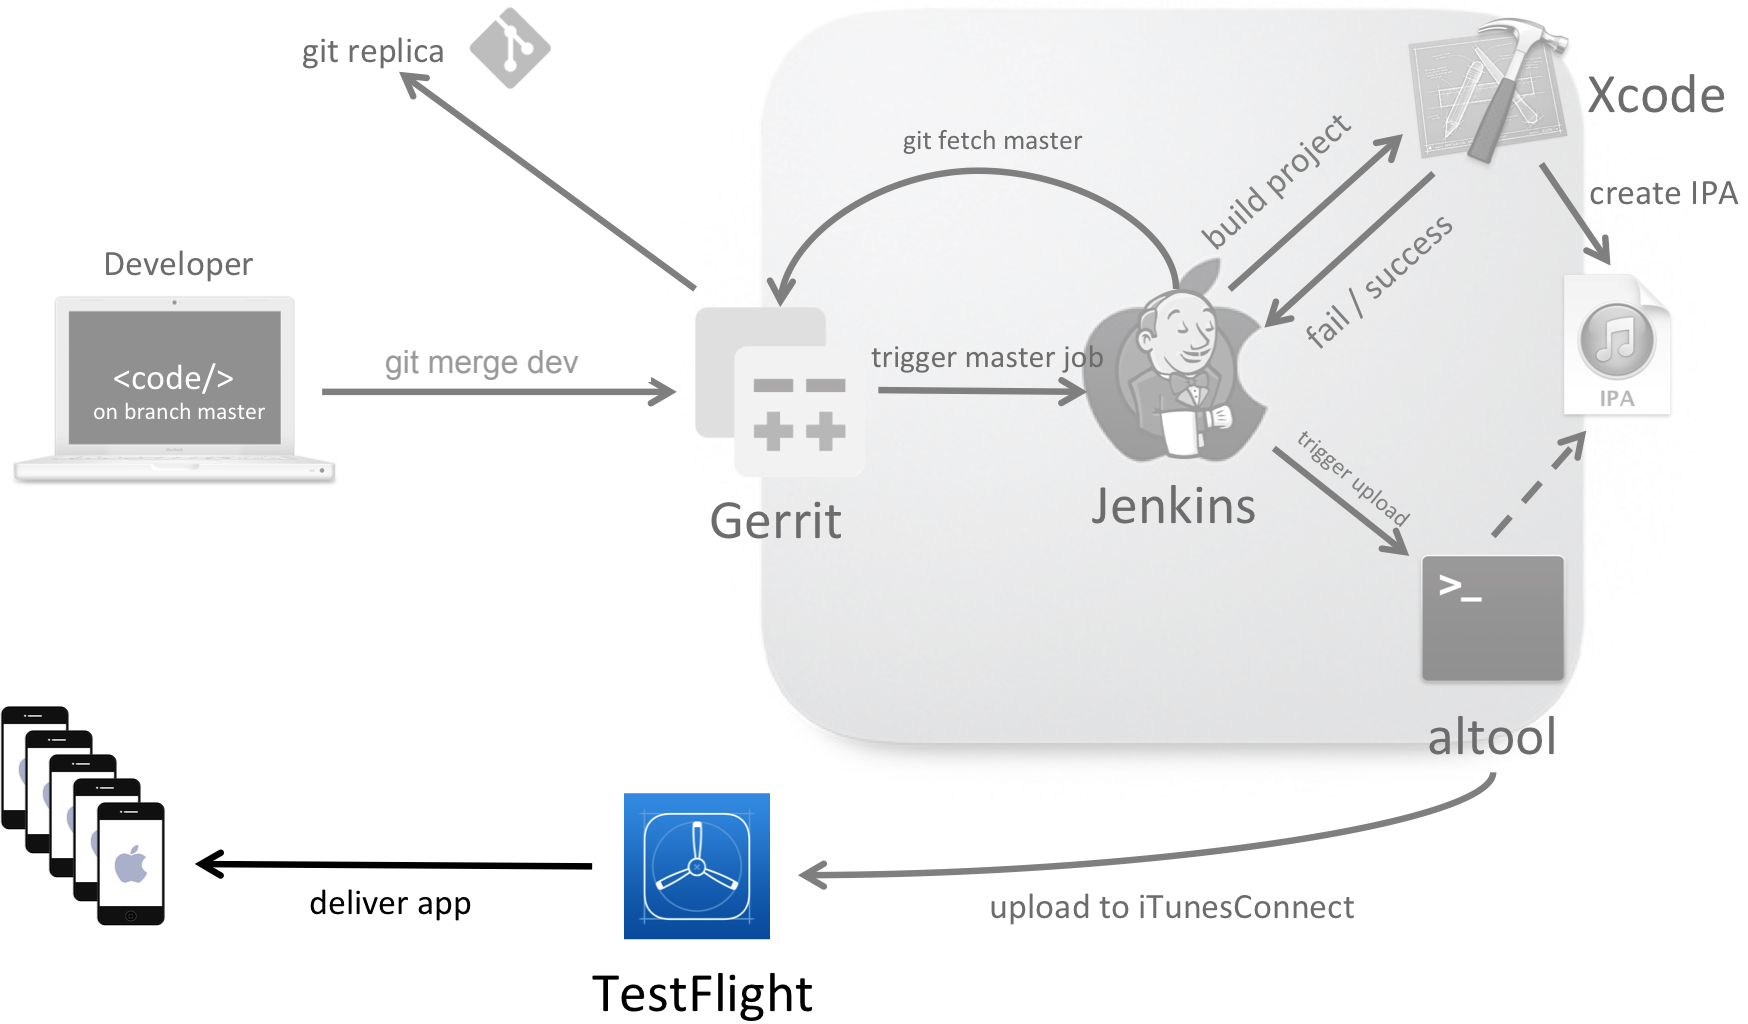 git replica
Xcode
git fetch master
build project
create IPA
fail / success
Developer
<code/>
on branch master
git merge dev
trigger master job
IPA
trigger upload
Gerrit
Jenkins
>_
altool
deliver app
upload to iTunesConnect
TestFlight